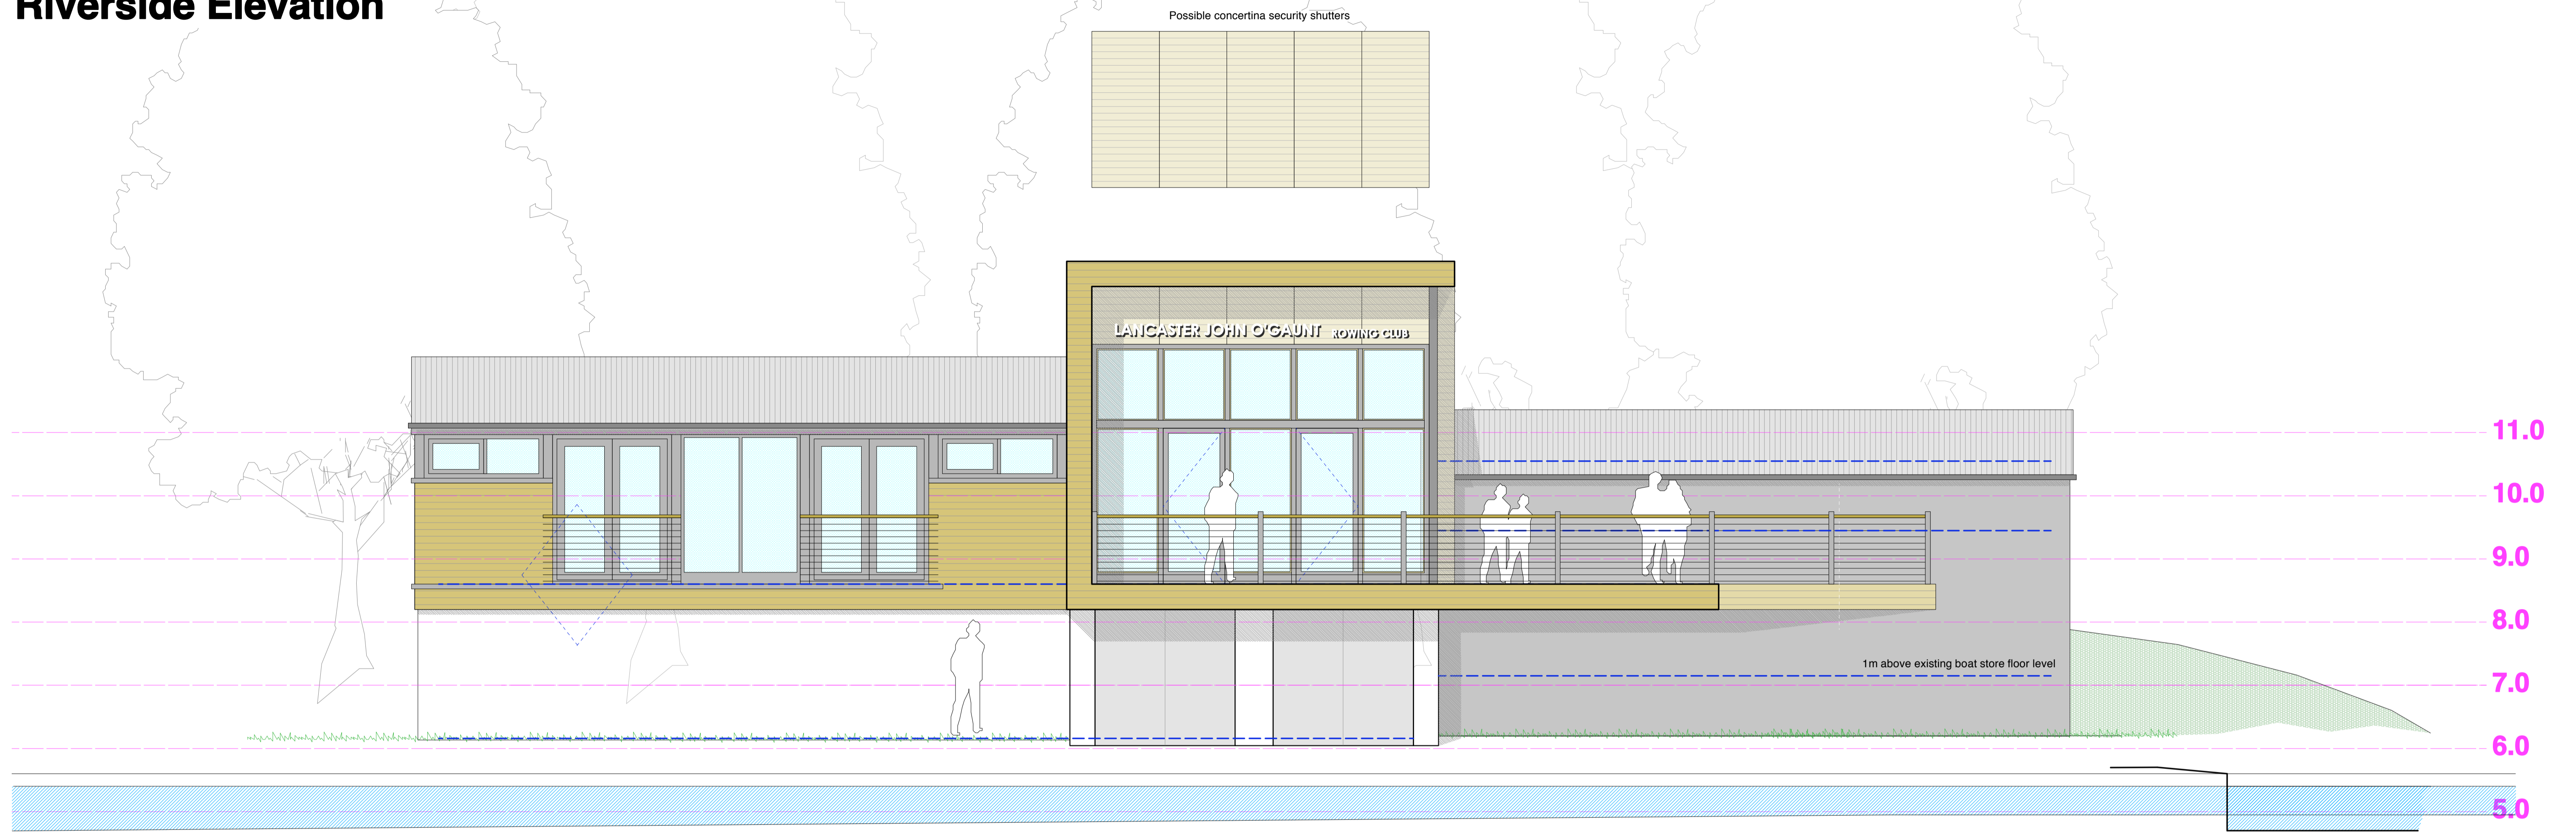 Riverside Elevation
Possible concertina security shutters
LANCASTER JOHN O'GAUNT ROWING CLUB
11.0
10.0
9.0
8.0
1m above existing boat store floor level
7.0
6.0
5.0